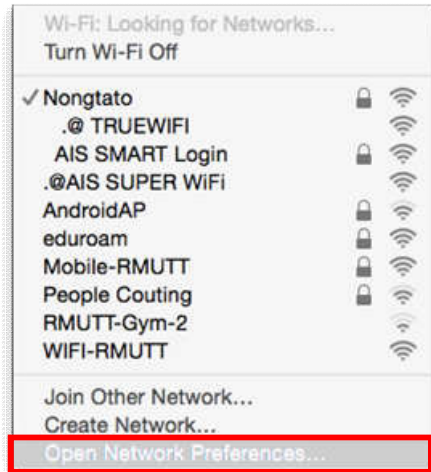 Wi-Fi: Looking for Networks...
Turn Wi-Fi Off
✓ Nongtato
.@ TRUEWIFI
AIS SMART Login
.@AIS SUPER WiFi
AndroidAP
eduroam
Mobile-RMUTT
People Couting
RMUTT-Gym-2
WIFI-RMUTT
Join Other Network...
Create Network...
Open Network Preferences...